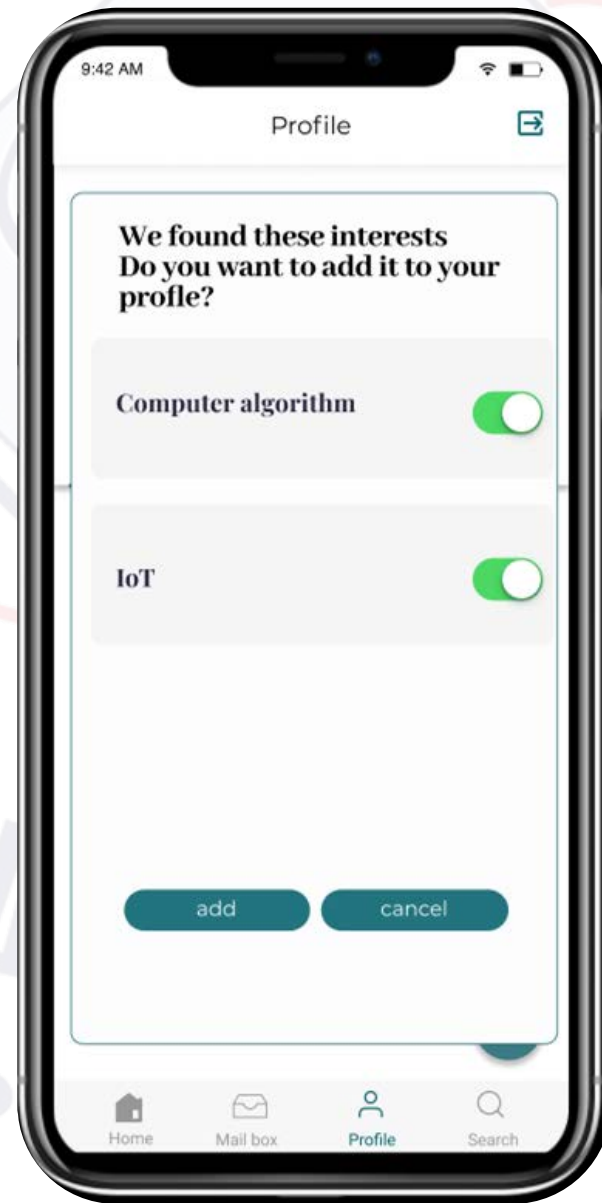 9:42 AM
Profile
We found these interests
Do you want to add it to your
profle?
Computer algorithm
IoT
add cancel
Home Mail box Profile Search